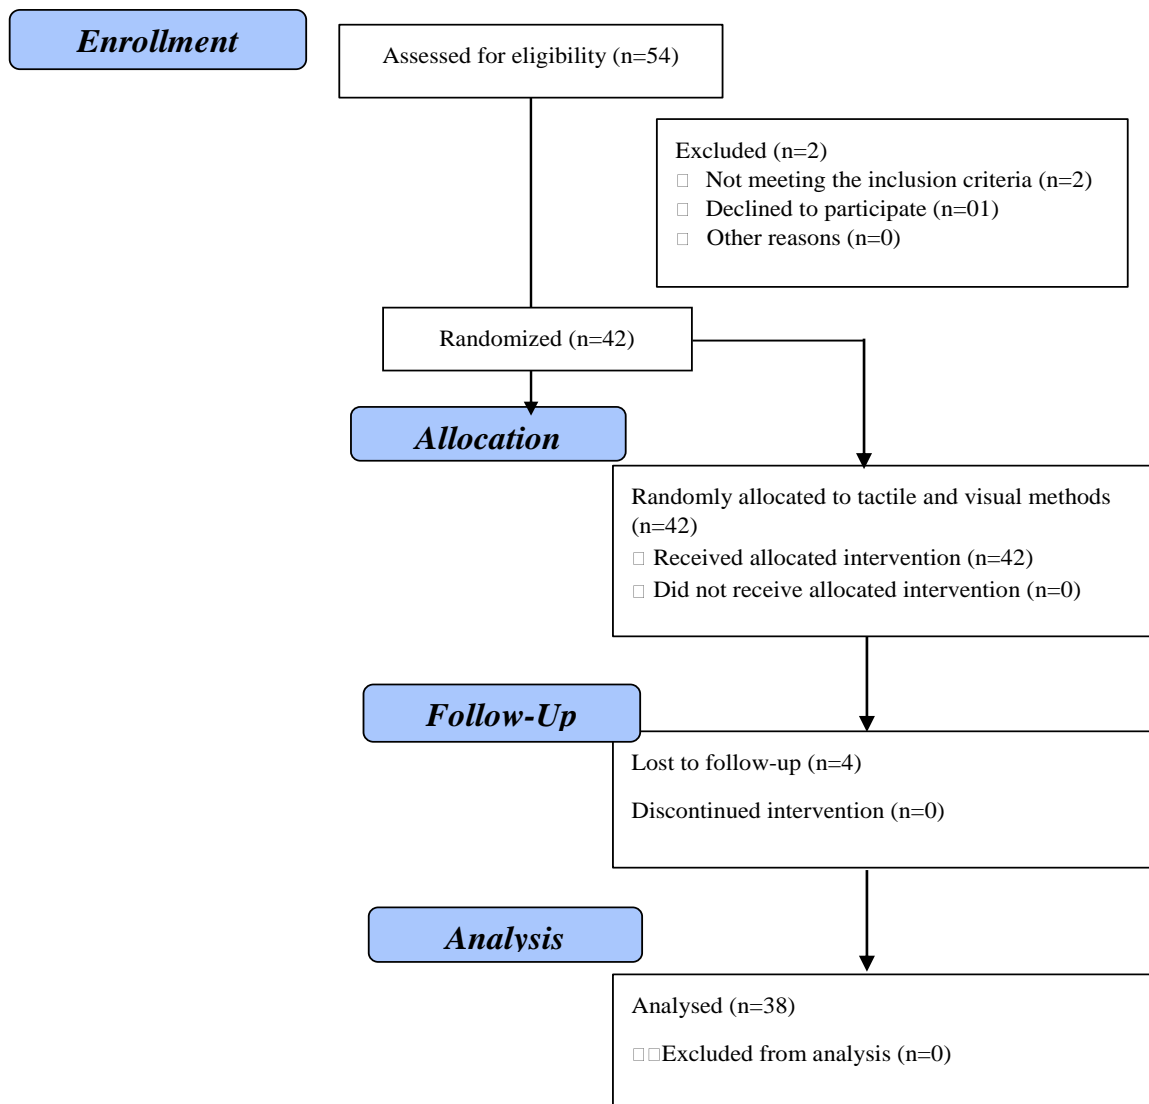 Enrollment
Assessed for eligibility (n=54)
Excluded (n=2)
□ Not meeting the inclusion criteria (n=2)
□ Declined to participate (n=01)
□ Other reasons (n=0)
Randomized (n=42)
Allocation
Randomly allocated to tactile and visual methods
(n=42)
□ Received allocated intervention (n=42)
□ Did not receive allocated intervention (n=0)
Follow-Up
Lost to follow-up (n=4)
Discontinued intervention (n=0)
Analysis
Analysed (n=38)
□□Excluded from analysis (n=0)